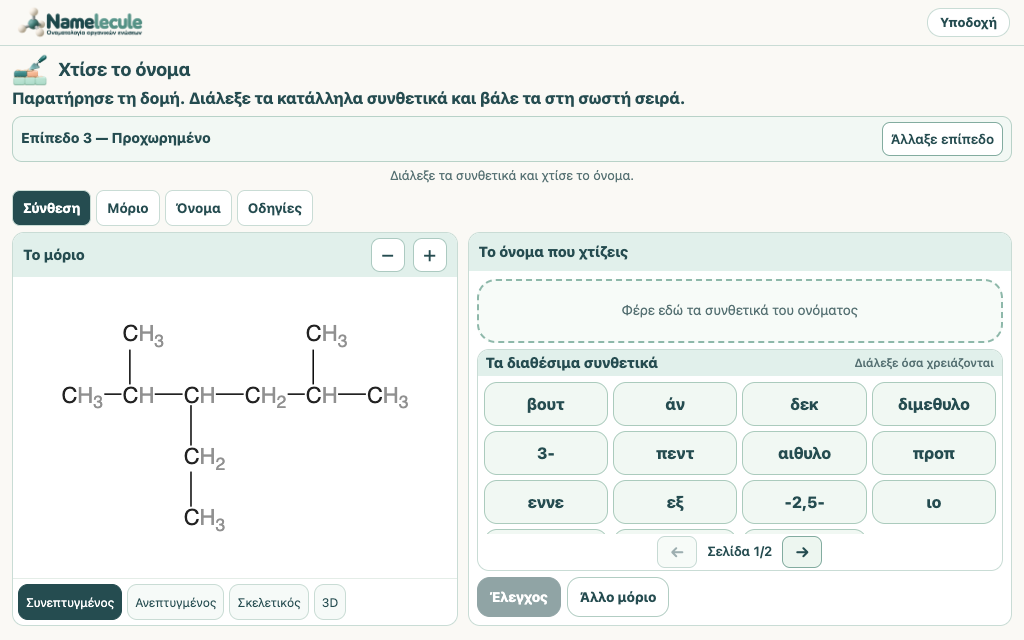 Namelecule
Ονοματολογία οργανικών ενώσεων
Υποδοχή
Χτίσε το όνομα
Παρατήρησε τη δομή. Διάλεξε τα κατάλληλα συνθετικά και βάλε τα στη σωστή σειρά.
Επίπεδο 3 — Προχωρημένο
Άλλαξε επίπεδο
Διάλεξε τα συνθετικά και χτίσε το όνομα.
Σύνθεση
Μόριο
Όνομα
Οδηγίες
Το μόριο
− +
CH3 CH3
CH3—CH—CH—CH2—CH—CH3
CH2
CH3
Συνεπτυγμένος
Ανεπτυγμένος
Σκελετικός
3D
Το όνομα που χτίζεις
Φέρε εδώ τα συνθετικά του ονόματος
Τα διαθέσιμα συνθετικά
Διάλεξε όσα χρειάζονται
βουτ άν δεκ διμεθυλο
3- πεντ αιθυλο προπ
εννε εξ -2,5- ιο
← Σελίδα 1/2 →
Έλεγχος
Άλλο μόριο